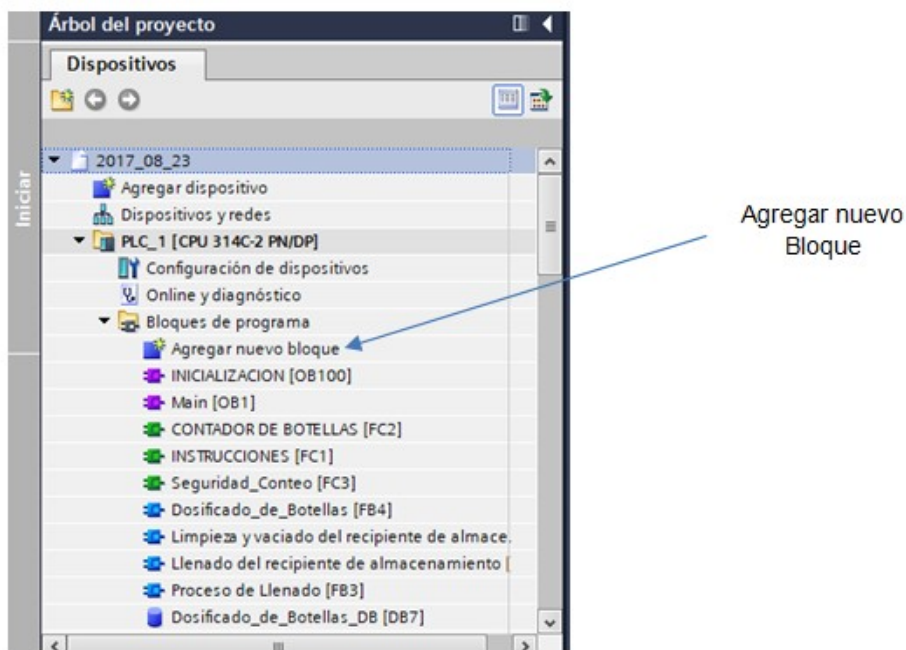 Árbol del proyecto
Dispositivos
Iniciar
2017_08_23
Agregar dispositivo
Dispositivos y redes
PLC_1 [CPU 314C-2 PN/DP]
Configuración de dispositivos
Online y diagnóstico
Bloques de programa
Agregar nuevo bloque
INICIALIZACION [OB100]
Main [OB1]
CONTADOR DE BOTELLAS [FC2]
INSTRUCCIONES [FC1]
Seguridad_Conteo [FC3]
Dosificado_de_Botellas [FB4]
Limpieza y vaciado del recipiente de almace.
Llenado del recipiente de almacenamiento [
Proceso de Llenado [FB3]
Dosificado_de_Botellas_DB [DB7]
Agregar nuevo
Bloque